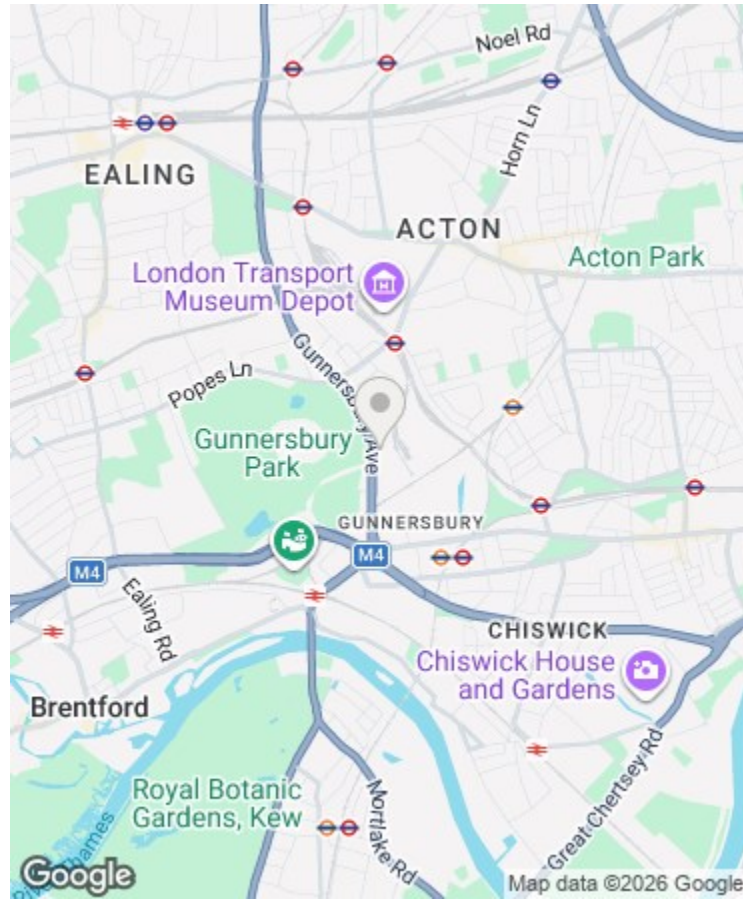 Noel Rd
Horn Ln
EALING
ACTON
Acton Park
London Transport
Museum Depot
Gunnersbury Ave
Popes Ln
Gunnersbury
Park
GUNNERSBURY
M4
M4
Ealing Rd
CHISWICK
Chiswick House
and Gardens
Brentford
Royal Botanic
Gardens, Kew
Mortlake Rd
Great Chertsey Rd
Thames
Google
Map data ©2026 Google